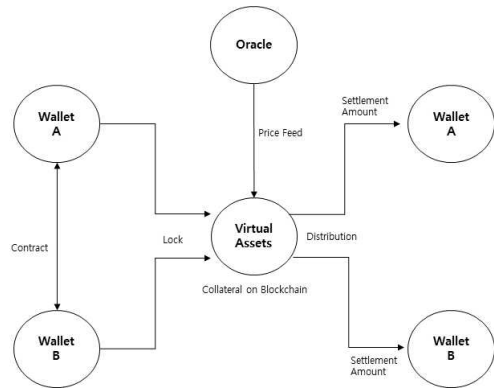 Oracle
Settlement
Amount
Wallet
A
Wallet
A
Price Feed
Contract
Lock
Virtual
Assets
Distribution
Collateral on Blockchain
Wallet
B
Settlement
Amount
Wallet
B